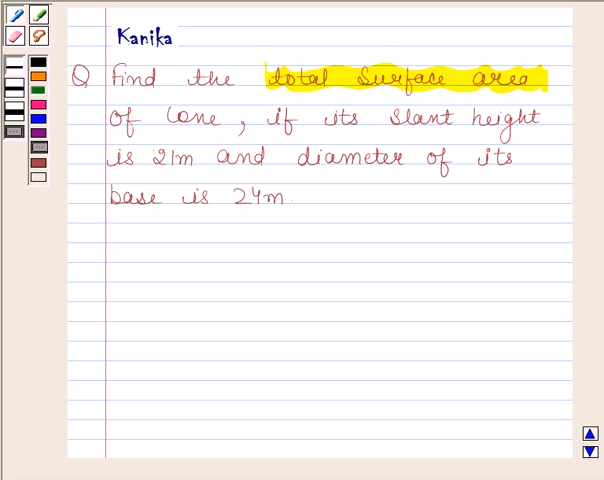 Kanika
Q Find the total surface area
of Cone, if its slant height
is 21m and diameter of its
base is 24m.